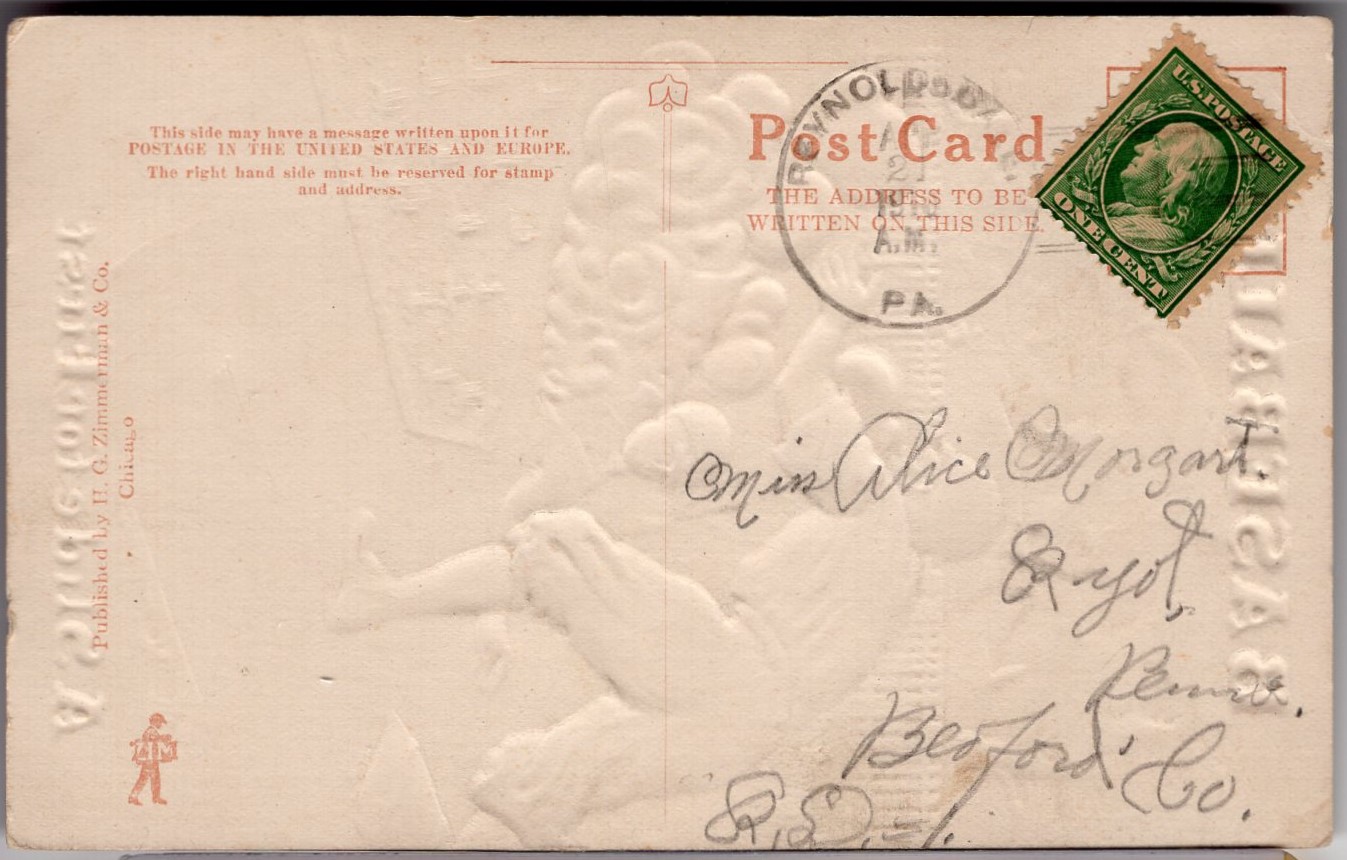 This side may have a message written upon it for
POSTAGE IN THE UNITED STATES AND EUROPE.
The right hand side must be reserved for stamp
and address.
Post Card
THE ADDRESS TO BE
WRITTEN ON THIS SIDE.
A.M.
PA.
U.S. POSTAGE
ONE CENT
Published by H. G. Zimmerman & Co.
Chicago
Miss Alice Morgart.
Penna.
Bedford Co.
R.D. 1.